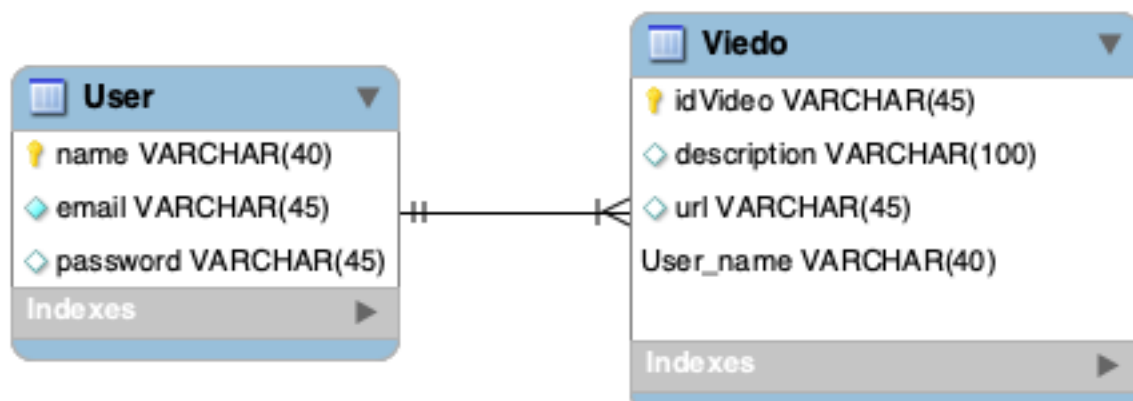 User
name VARCHAR(40)
email VARCHAR(45)
password VARCHAR(45)
Indexes
Viedo
idVideo VARCHAR(45)
description VARCHAR(100)
url VARCHAR(45)
User_name VARCHAR(40)
Indexes